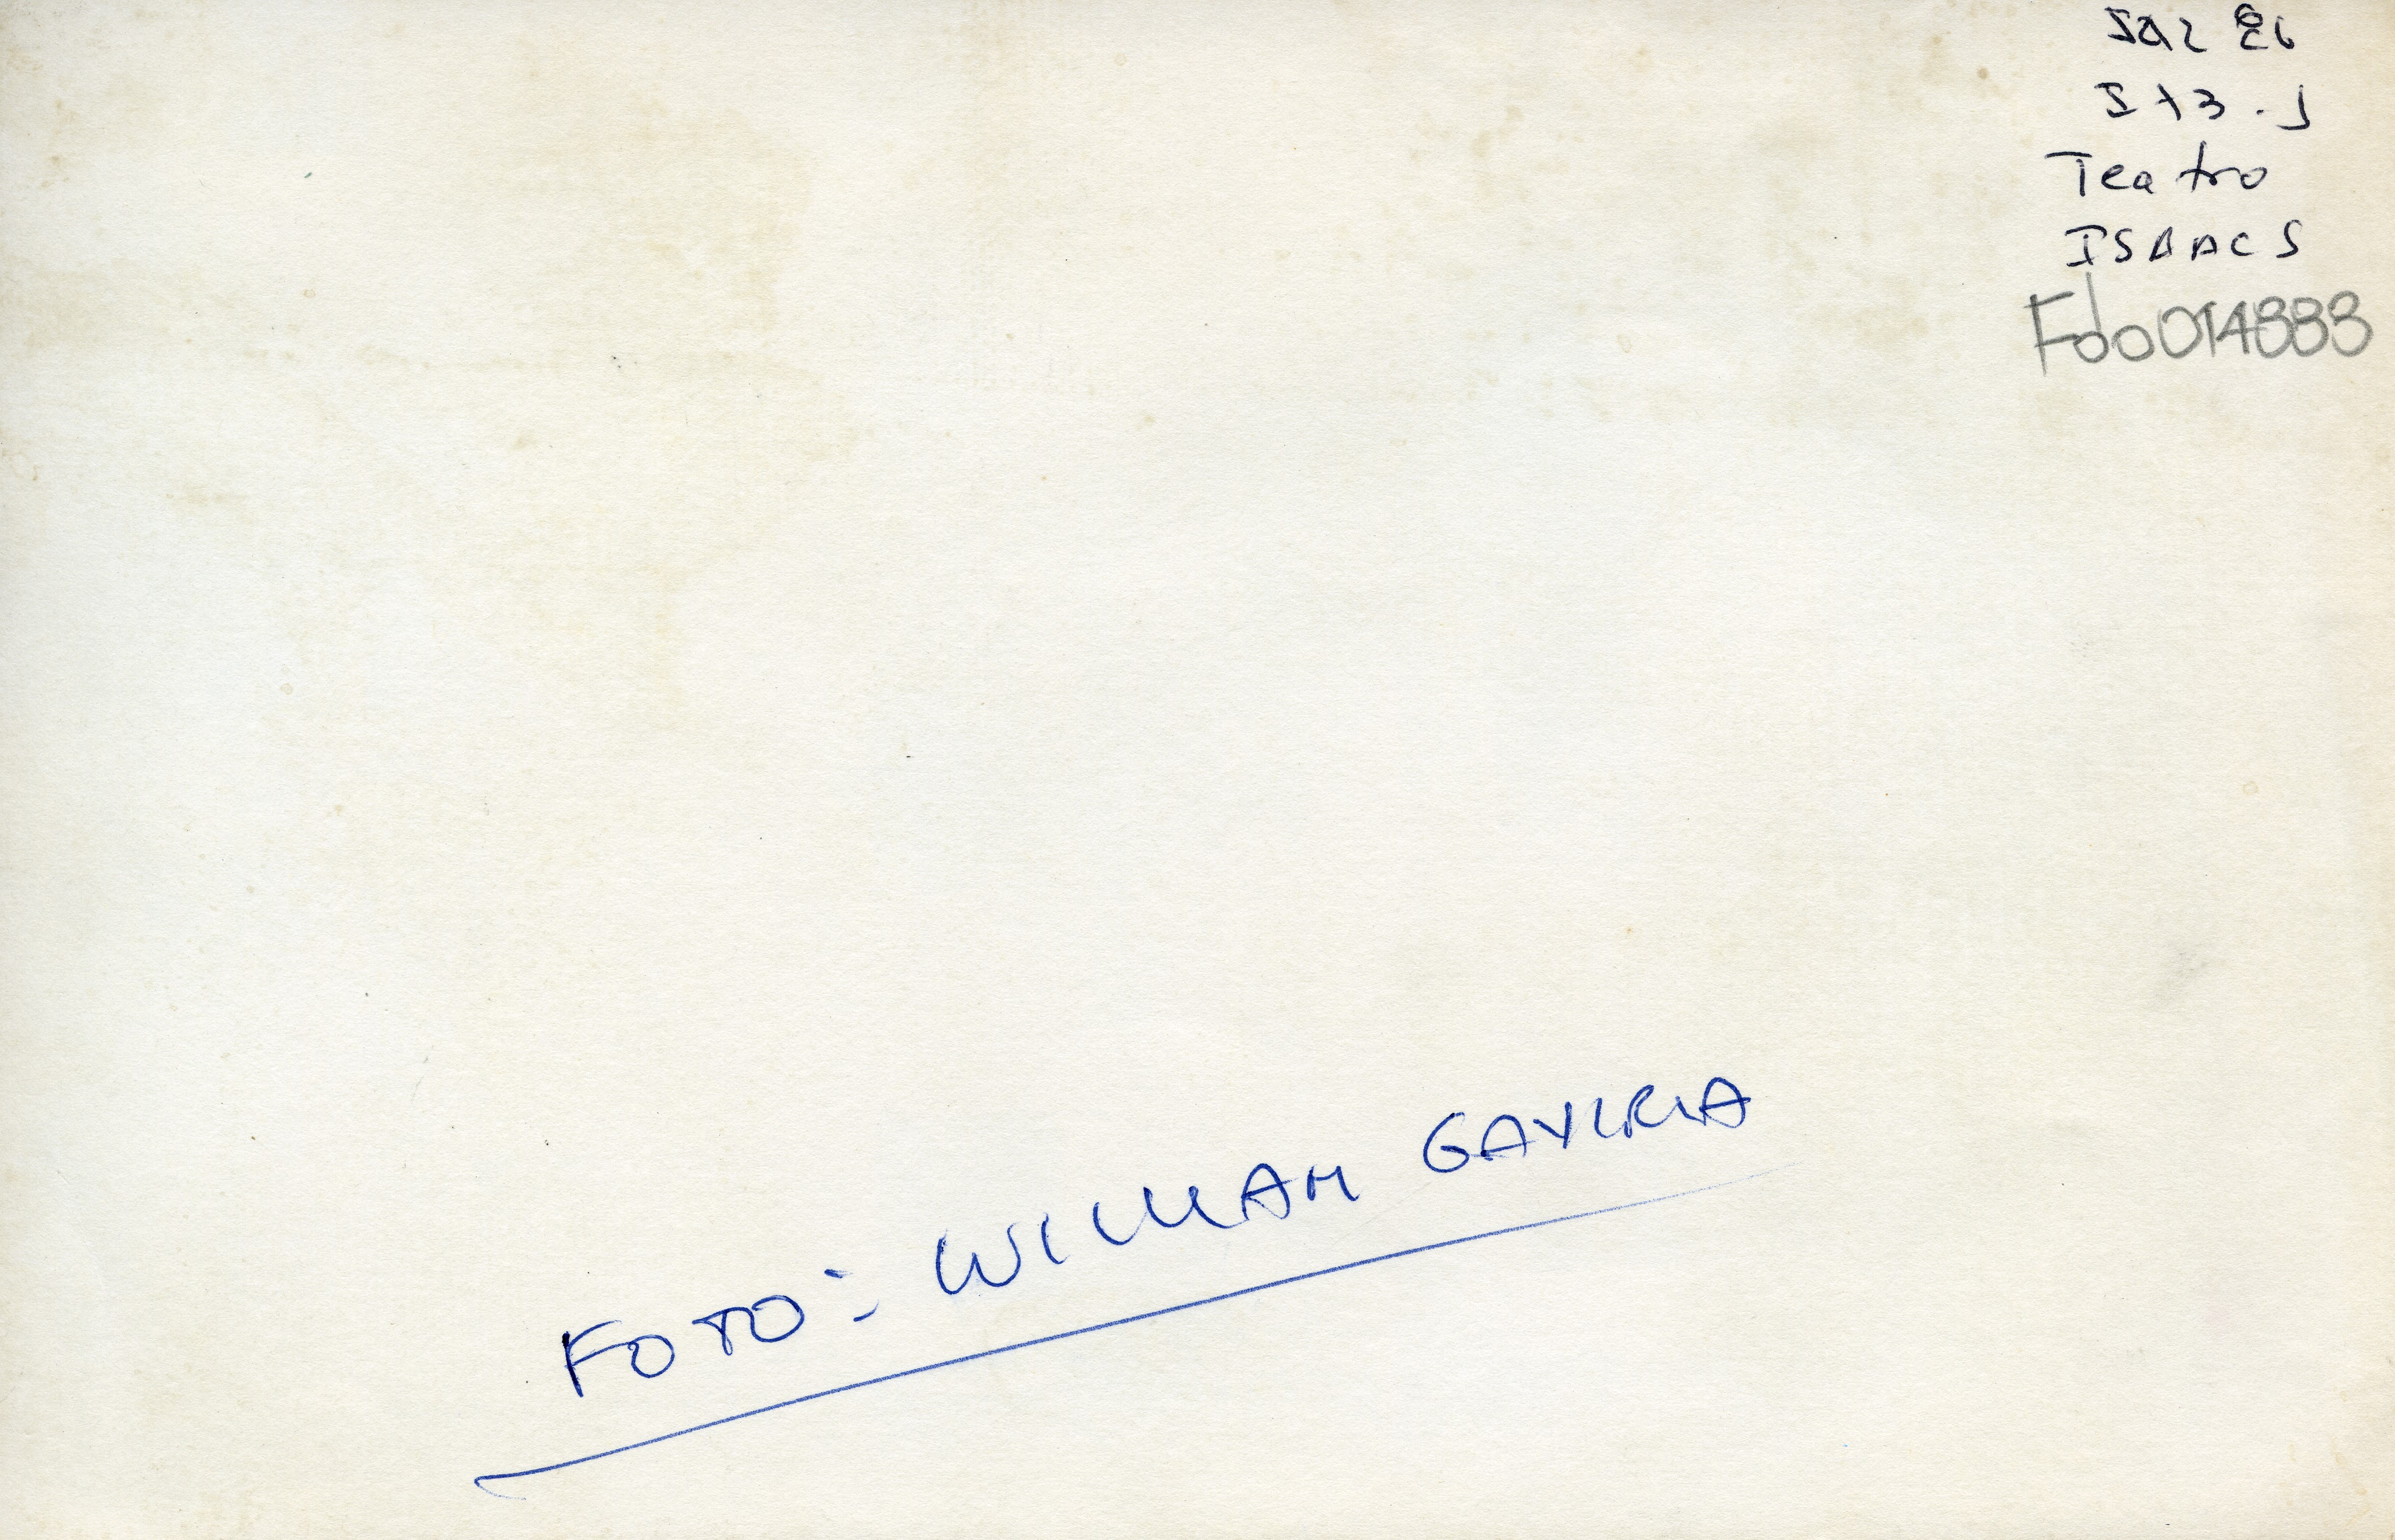 Teatro
ISAACS
Fdo014883
FOTO: WILLIAM GAVIRIA